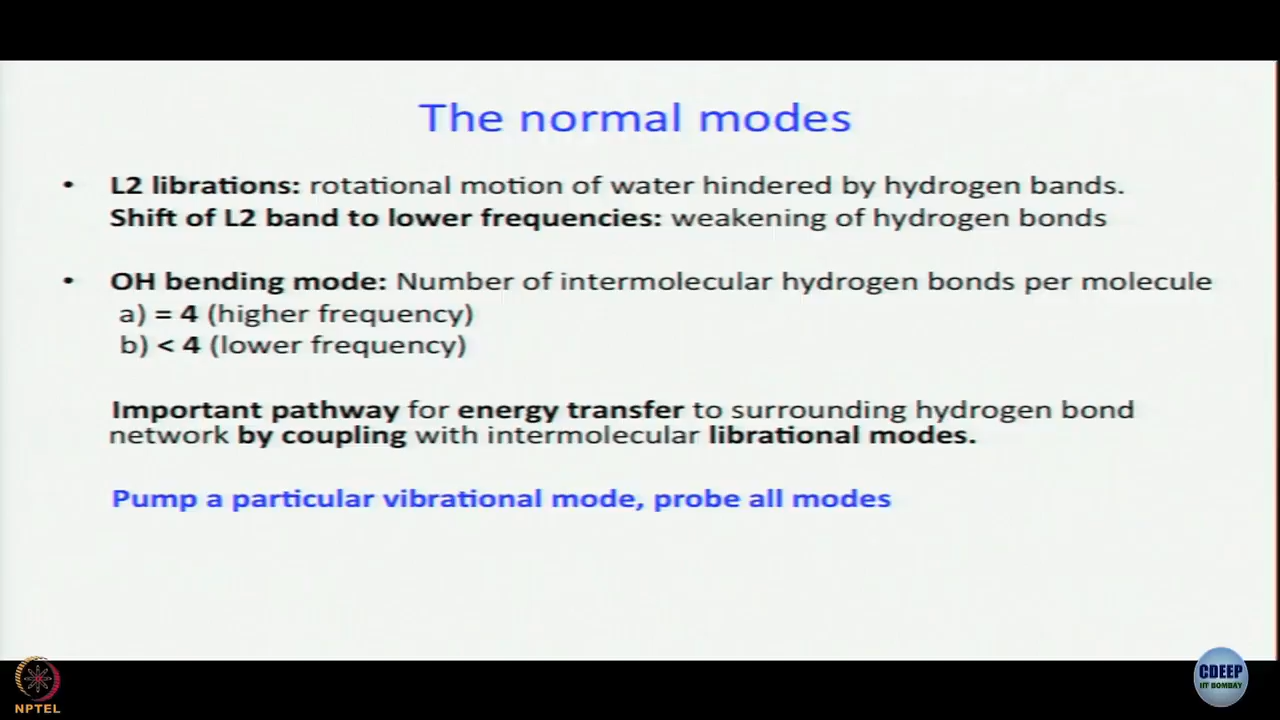 The normal modes
• L2 librations: rotational motion of water hindered by hydrogen bands.
Shift of L2 band to lower frequencies: weakening of hydrogen bonds
• OH bending mode: Number of intermolecular hydrogen bonds per molecule
a) = 4 (higher frequency)
b) < 4 (lower frequency)
Important pathway for energy transfer to surrounding hydrogen bond
network by coupling with intermolecular librational modes.
Pump a particular vibrational mode, probe all modes
NPTEL
CDEEP
IIT BOMBAY